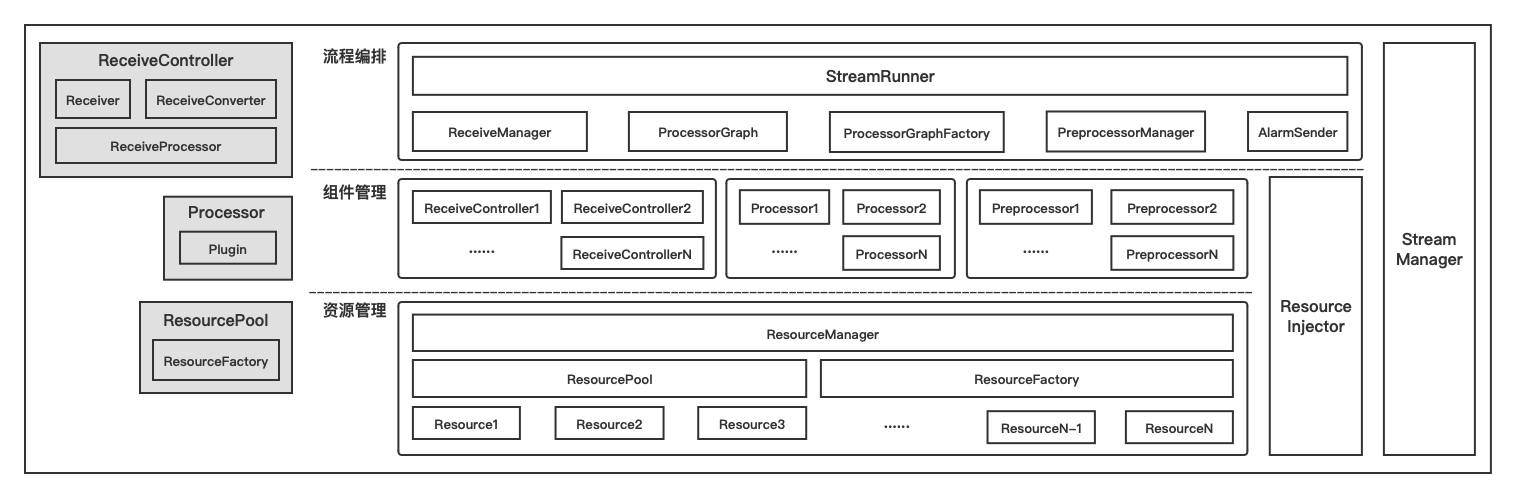 ReceiveController
Receiver
ReceiveConverter
ReceiveProcessor
Processor
Plugin
ResourcePool
ResourceFactory
流程编排
StreamRunner
ReceiveManager
ProcessorGraph
ProcessorGraphFactory
PreprocessorManager
AlarmSender
组件管理
ReceiveController1
ReceiveController2
......
ReceiveControllerN
Processor1
Processor2
......
ProcessorN
Preprocessor1
Preprocessor2
......
PreprocessorN
资源管理
ResourceManager
ResourcePool
ResourceFactory
Resource1
Resource2
Resource3
......
ResourceN-1
ResourceN
Resource
Injector
Stream
Manager